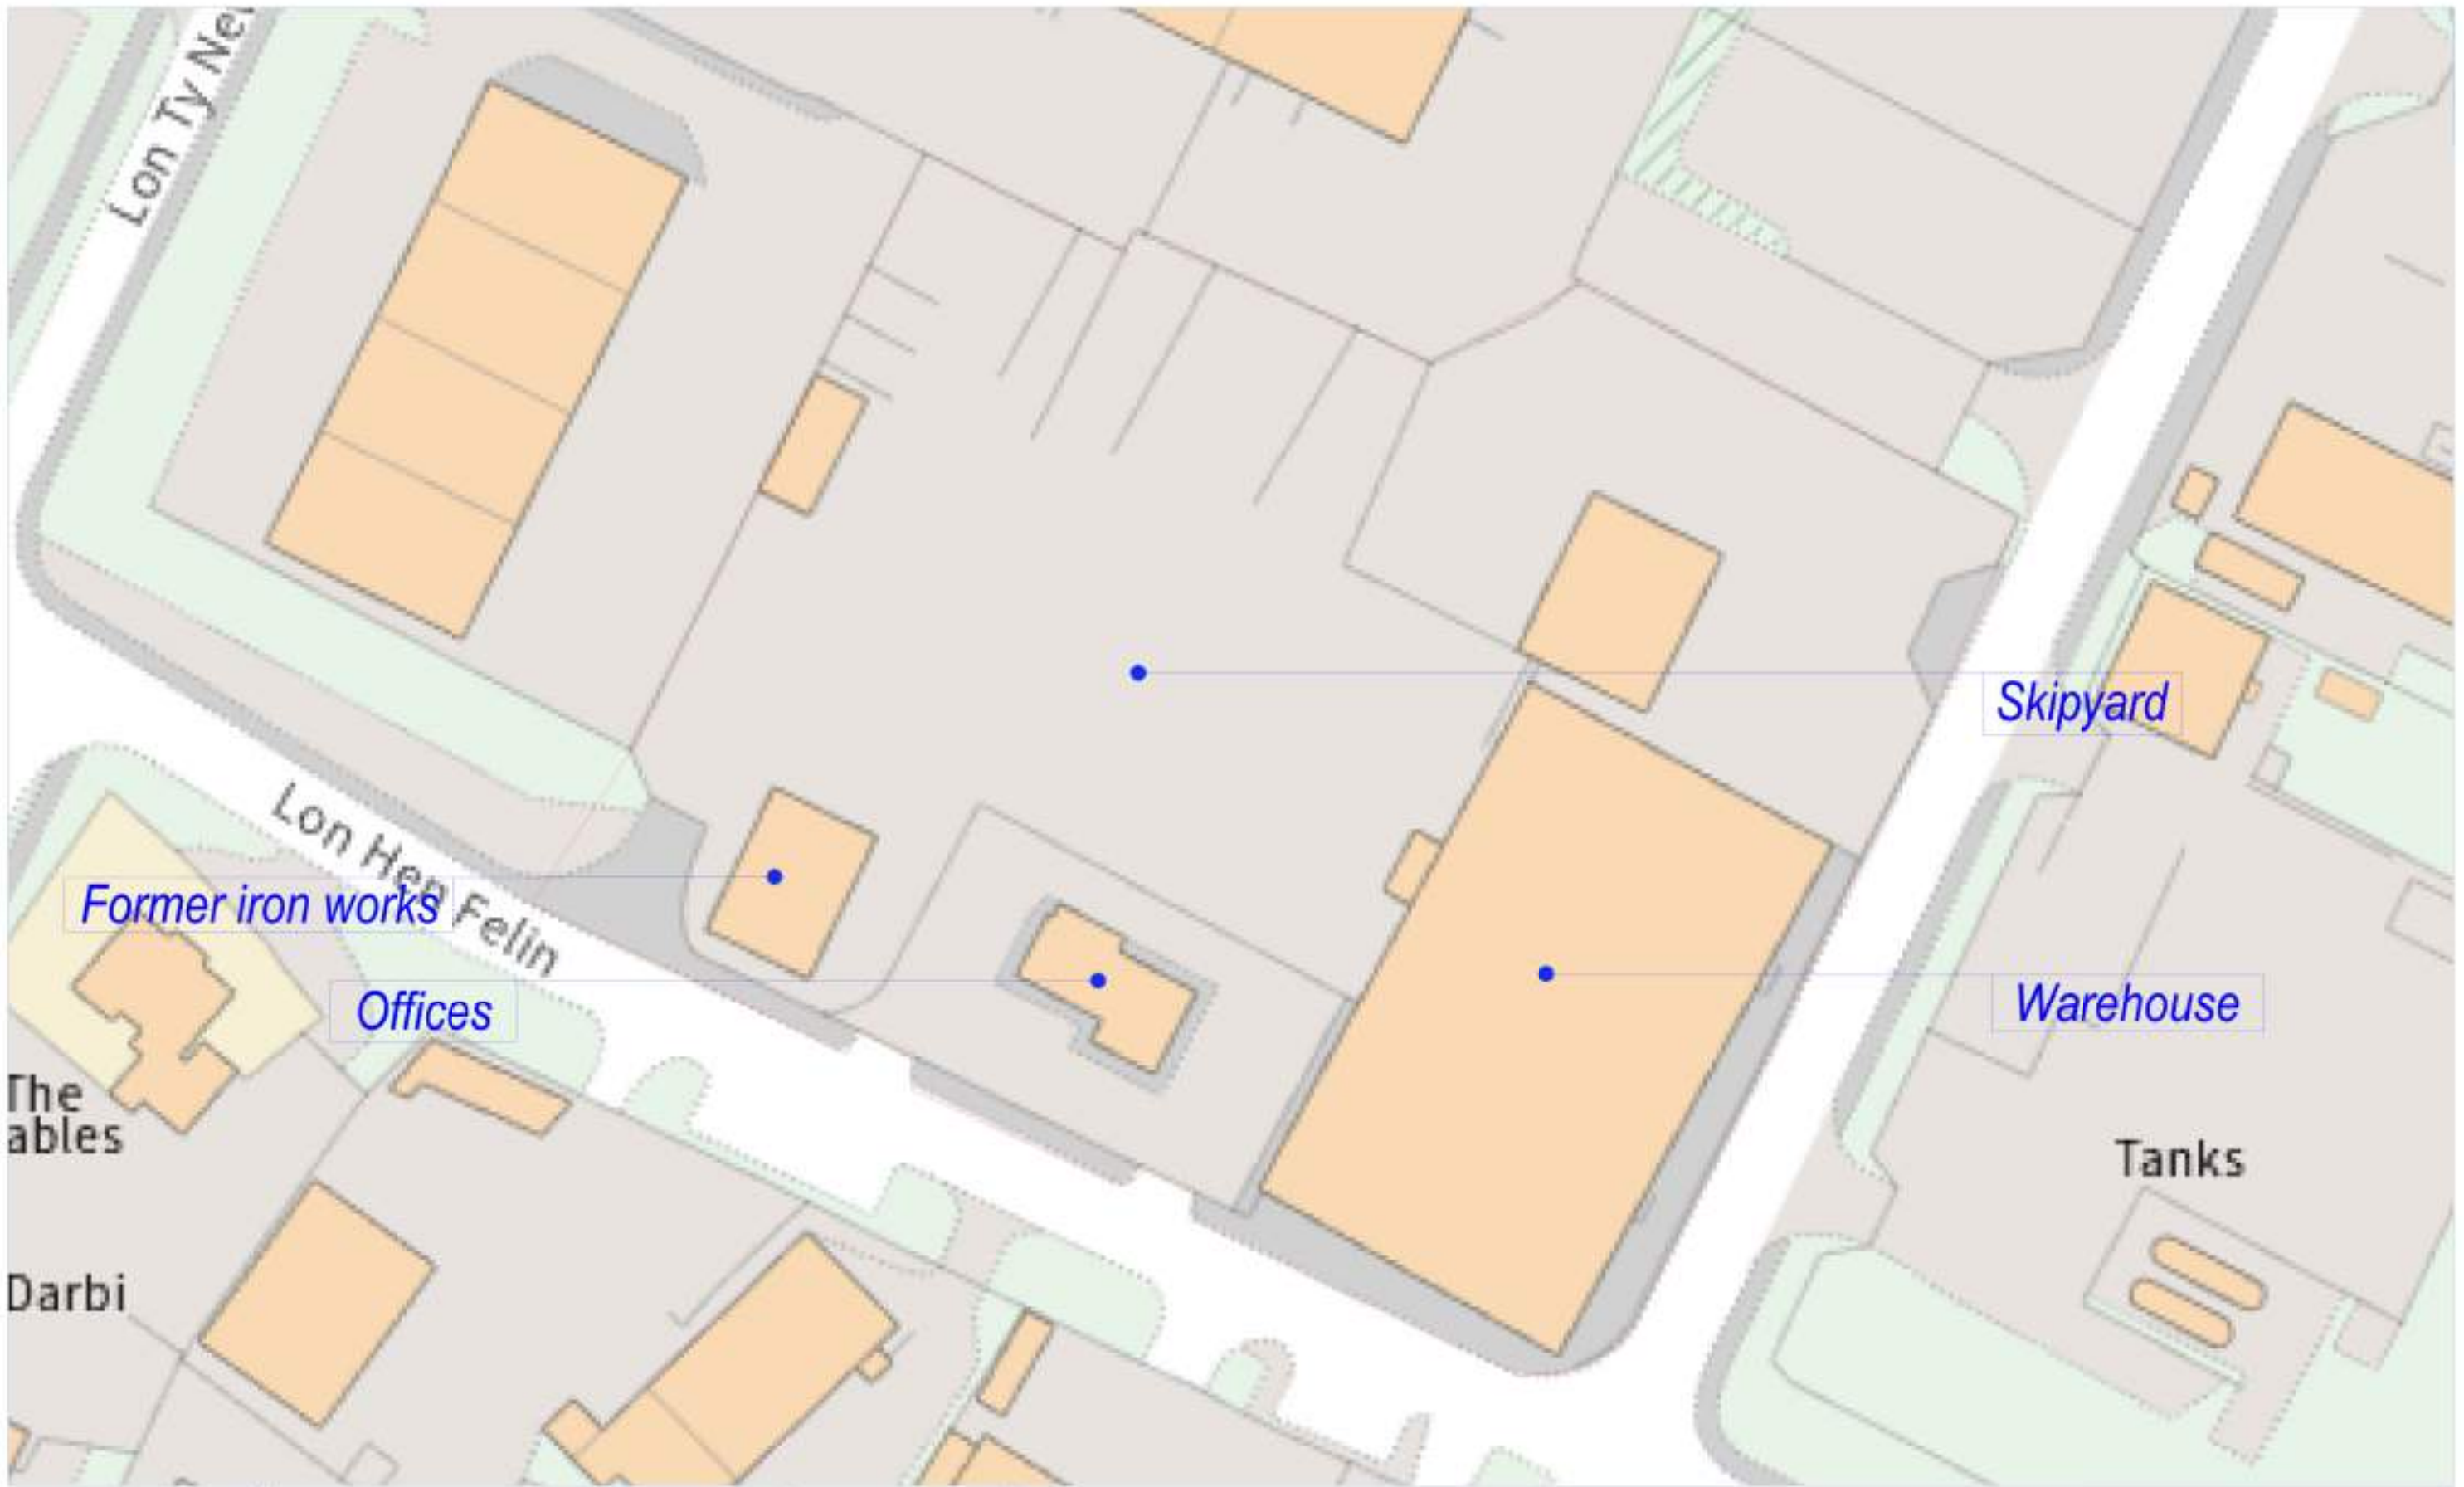 Lon Ty Ne
Skipyard
Lon Hen Felin
Former iron works
Offices
Warehouse
The
ables
Tanks
Darbi